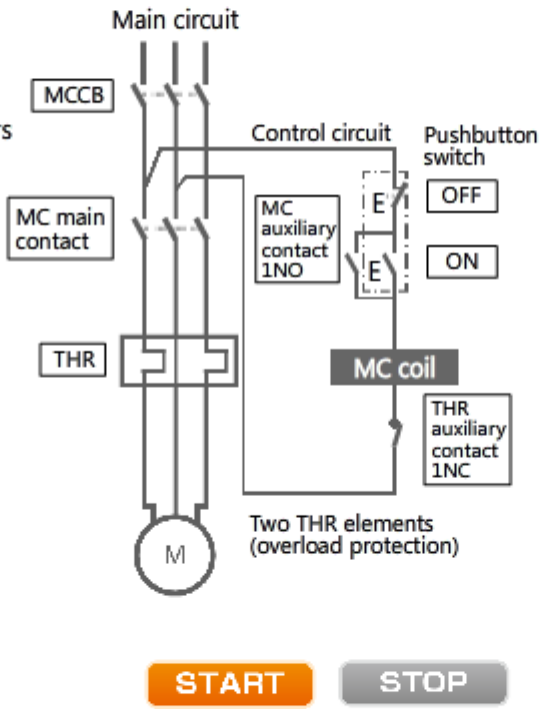 Main circuit
MCCB
Control circuit
Pushbutton
switch
OFF
MC main
contact
MC
auxiliary
contact
1NO
E
E
ON
THR
MC coil
THR
auxiliary
contact
1NC
Two THR elements
(overload protection)
M
START
STOP